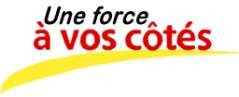 Une force
à vos côtés